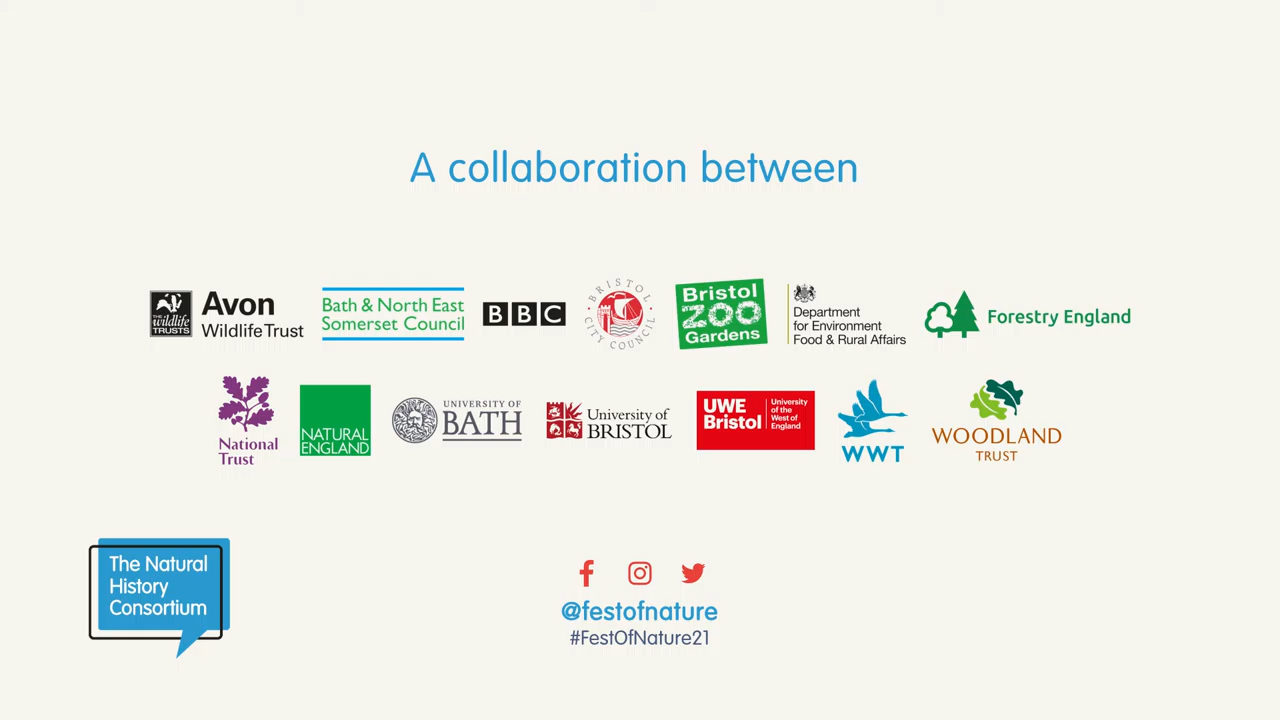 A collaboration between
THE
wildlife
TRUSTS
Avon
Wildlife Trust
Bath & North East
Somerset Council
BBC
BRISTOL
CITY COUNCIL
Bristol
ZOO
Gardens
Department
for Environment
Food & Rural Affairs
Forestry England
National
Trust
NATURAL
ENGLAND
UNIVERSITY OF
BATH
University of
BRISTOL
UWE
Bristol
University
of the
West of
England
WWT
WOODLAND
TRUST
The Natural
History
Consortium
@festofnature
#FestOfNature21